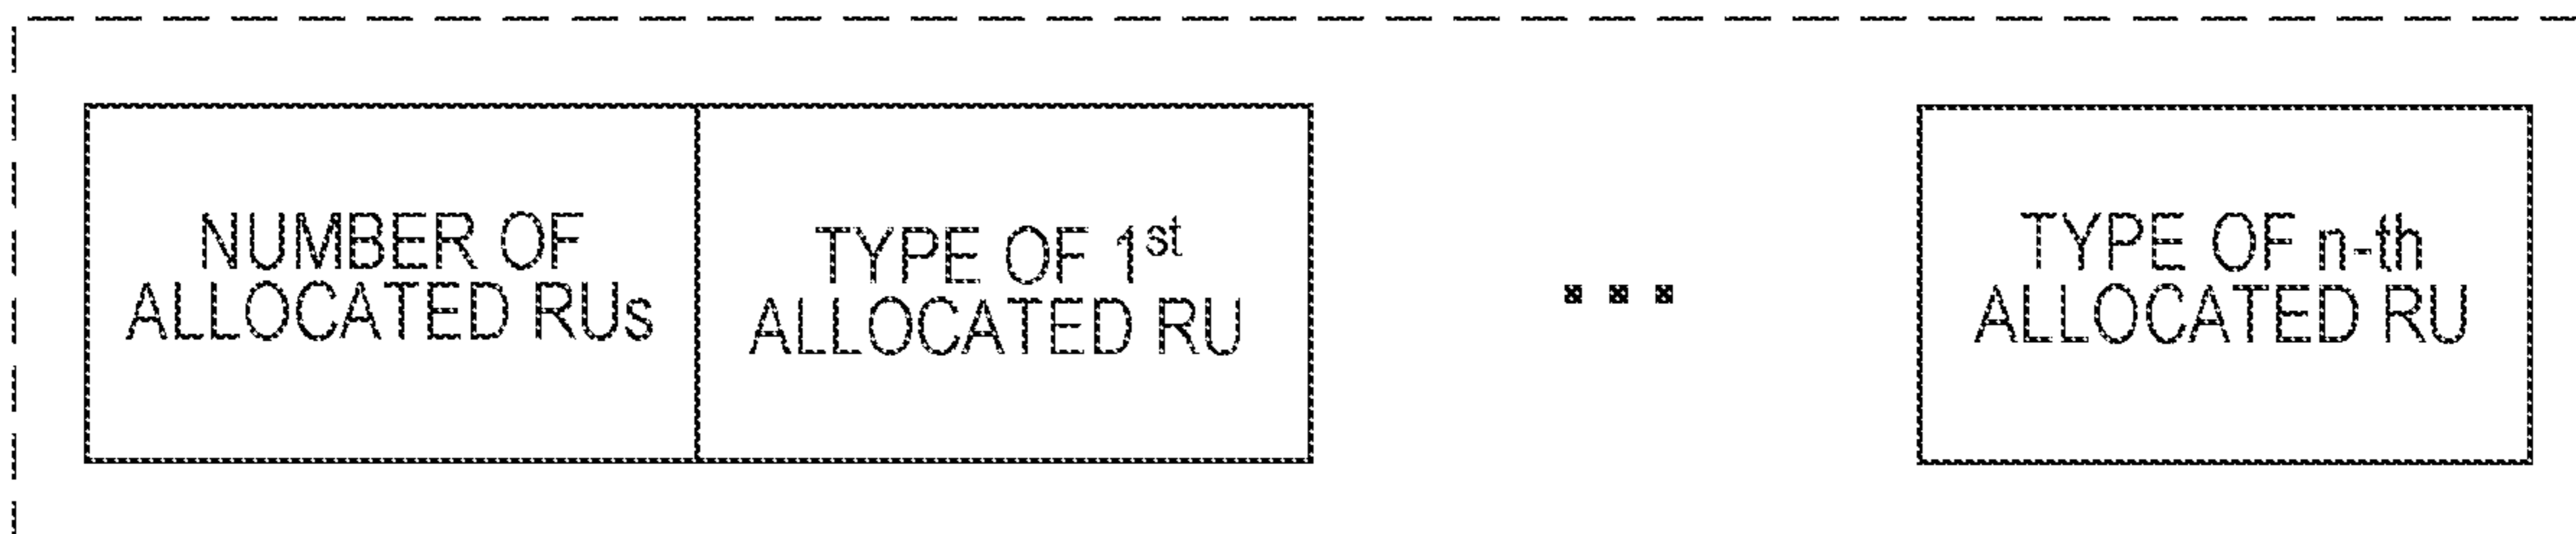 NUMBER OF
ALLOCATED RUs
TYPE OF 1st
ALLOCATED RU
...
TYPE OF n-th
ALLOCATED RU